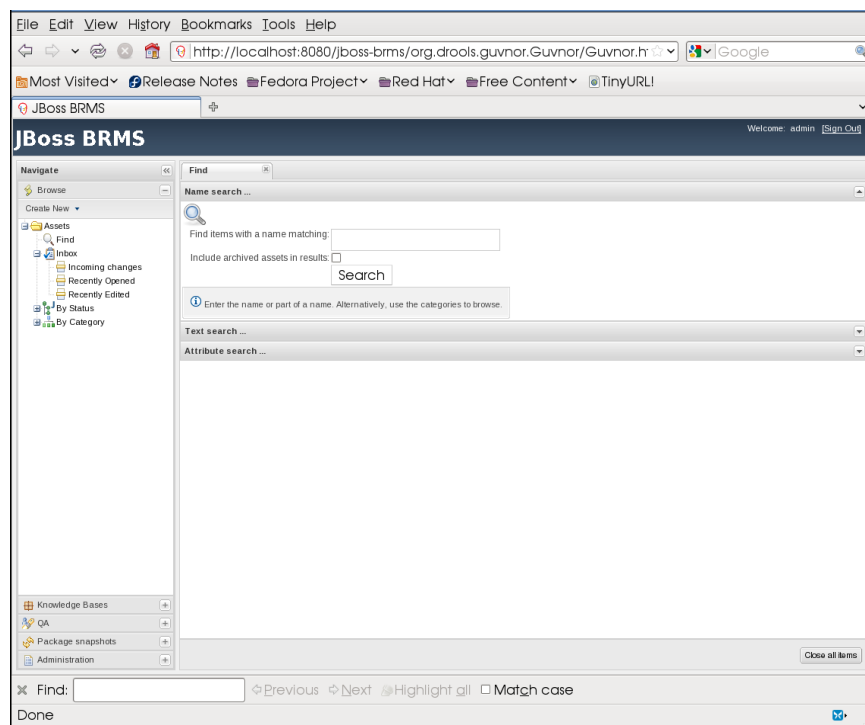 File Edit View History Bookmarks Tools Help
http://localhost:8080/jboss-brms/org.drools.guvnor.Guvnor/Guvnor.h
Google
Most Visited Release Notes Fedora Project Red Hat Free Content TinyURL!
JBoss BRMS
JBoss BRMS
Welcome: admin [Sign Out]
Navigate
Browse
Create New
Assets
Find
Inbox
Incoming changes
Recently Opened
Recently Edited
By Status
By Category
Knowledge Bases
QA
Package snapshots
Administration
Find
Name search ...
Find items with a name matching:
Include archived assets in results:
Search
Enter the name or part of a name. Alternatively, use the categories to browse.
Text search ...
Attribute search ...
Close all items
Find: Previous Next Highlight all Match case
Done